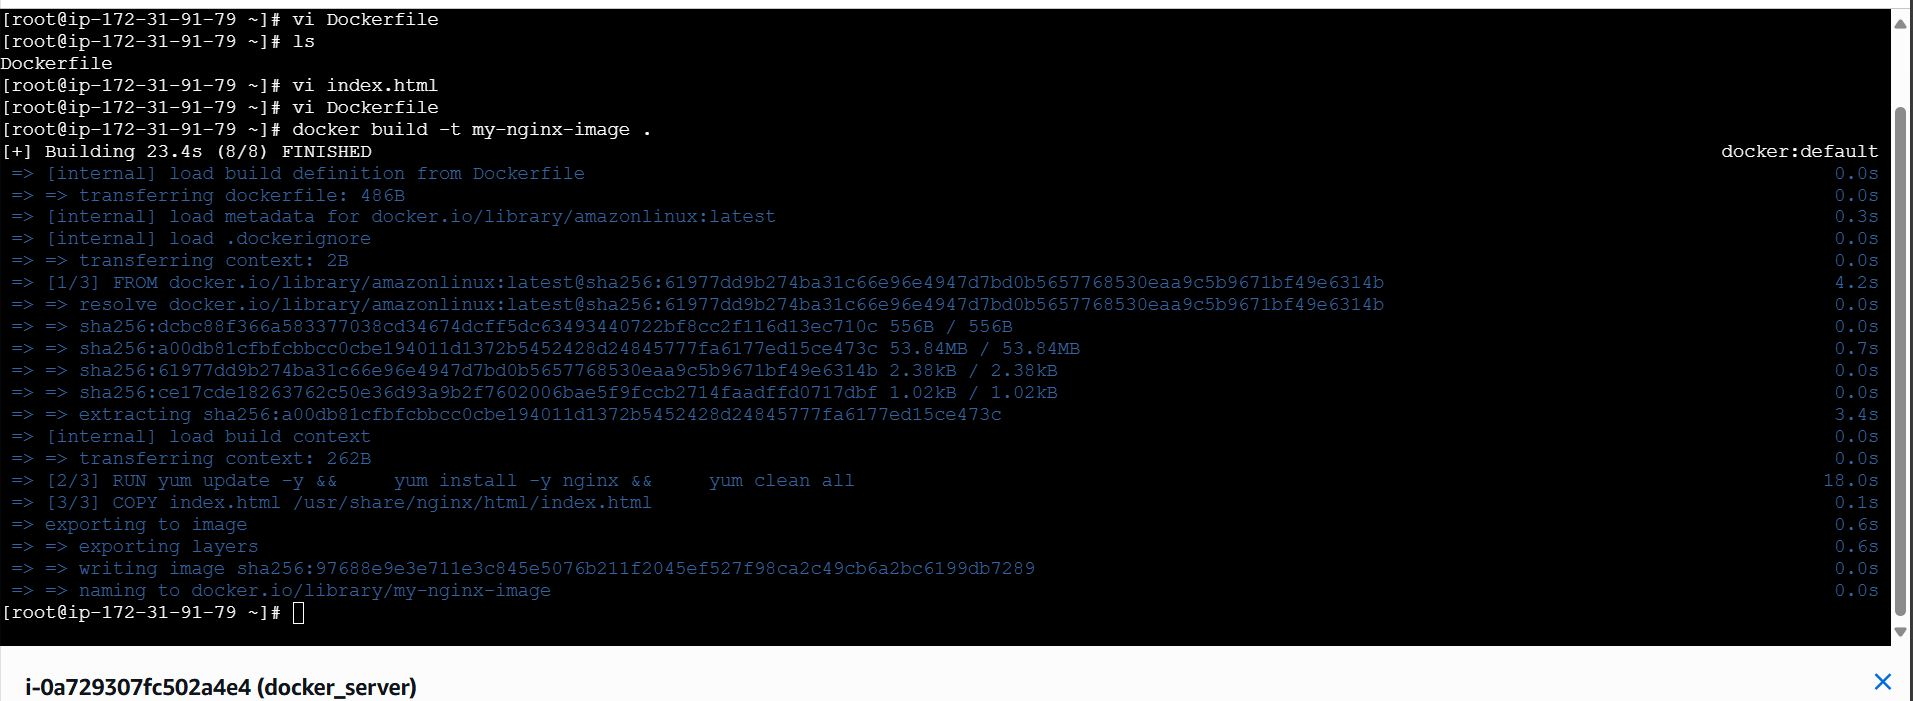 [root@ip-172-31-91-79 ~]# vi Dockerfile
[root@ip-172-31-91-79 ~]# ls
Dockerfile
[root@ip-172-31-91-79 ~]# vi index.html
[root@ip-172-31-91-79 ~]# vi Dockerfile
[root@ip-172-31-91-79 ~]# docker build -t my-nginx-image .
[+] Building 23.4s (8/8) FINISHED docker:default
=> [internal] load build definition from Dockerfile 0.0s
=> => transferring dockerfile: 486B 0.0s
=> [internal] load metadata for docker.io/library/amazonlinux:latest 0.3s
=> [internal] load .dockerignore 0.0s
=> => transferring context: 2B 0.0s
=> [1/3] FROM docker.io/library/amazonlinux:latest@sha256:61977dd9b274ba31c66e96e4947d7bd0b5657768530eaa9c5b9671bf49e6314b 4.2s
=> => resolve docker.io/library/amazonlinux:latest@sha256:61977dd9b274ba31c66e96e4947d7bd0b5657768530eaa9c5b9671bf49e6314b 0.0s
=> => sha256:dcbc88f366a583377038cd34674dcff5dc63493440722bf8cc2f116d13ec710c 556B / 556B 0.0s
=> => sha256:a00db81cfbfcbbcc0cbe194011d1372b5452428d24845777fa6177ed15ce473c 53.84MB / 53.84MB 0.7s
=> => sha256:61977dd9b274ba31c66e96e4947d7bd0b5657768530eaa9c5b9671bf49e6314b 2.38kB / 2.38kB 0.0s
=> => sha256:ce17cde18263762c50e36d93a9b2f7602006bae5f9fccb2714faadffd0717dbf 1.02kB / 1.02kB 0.0s
=> => extracting sha256:a00db81cfbfcbbcc0cbe194011d1372b5452428d24845777fa6177ed15ce473c 3.4s
=> [internal] load build context 0.0s
=> => transferring context: 262B 0.0s
=> [2/3] RUN yum update -y &&     yum install -y nginx &&     yum clean all 18.0s
=> [3/3] COPY index.html /usr/share/nginx/html/index.html 0.1s
=> exporting to image 0.6s
=> => exporting layers 0.6s
=> => writing image sha256:97688e9e3e711e3c845e5076b211f2045ef527f98ca2c49cb6a2bc6199db7289 0.0s
=> => naming to docker.io/library/my-nginx-image 0.0s
[root@ip-172-31-91-79 ~]#
i-0a729307fc502a4e4 (docker_server)